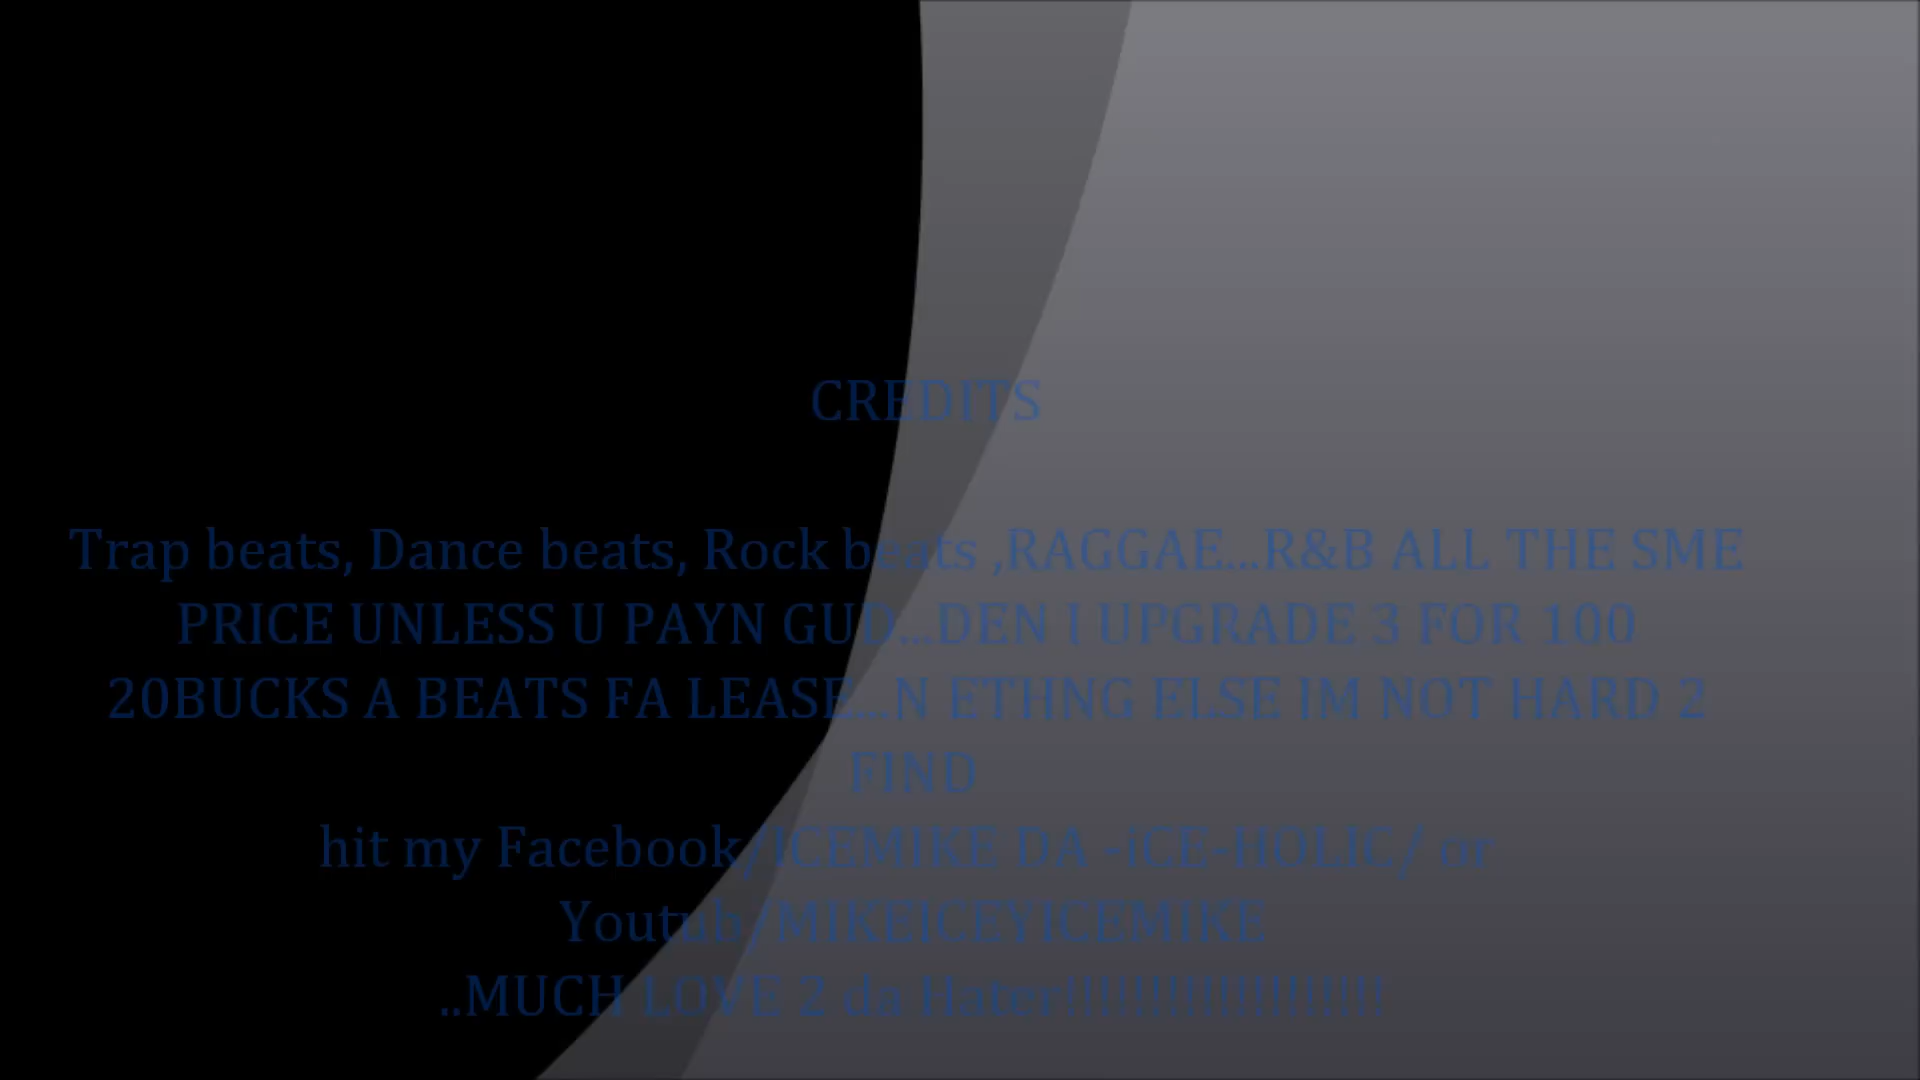 CREDITS
Trap beats, Dance beats, Rock beats ,RAGGAE...R&B ALL THE SME
PRICE UNLESS U PAYN GUD...DEN I UPGRADE 3 FOR 100
20BUCKS A BEATS FA LEASE...N ETHNG ELSE IM NOT HARD 2
FIND
hit my Facebook/ICEMIKE DA -iCE-HOLIC/ or
Youtub/MIKEICEYICEMIKE
..MUCH LOVE 2 da Hater!!!!!!!!!!!!!!!!!!!